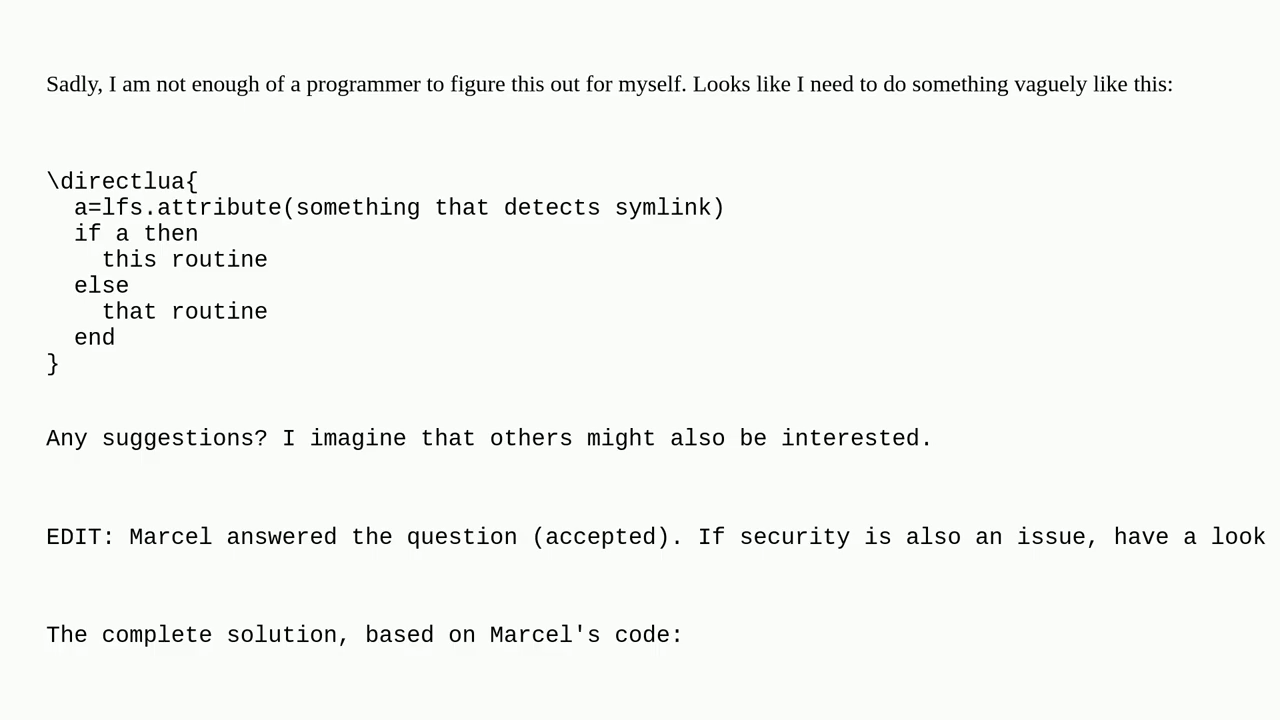 Sadly, I am not enough of a programmer to figure this out for myself. Looks like I need to do something vaguely like this:
\directlua{
  a=lfs.attribute(something that detects symlink)
  if a then
    this routine
  else
    that routine
  end
}
Any suggestions? I imagine that others might also be interested.
EDIT: Marcel answered the question (accepted). If security is also an issue, have a look
The complete solution, based on Marcel's code: